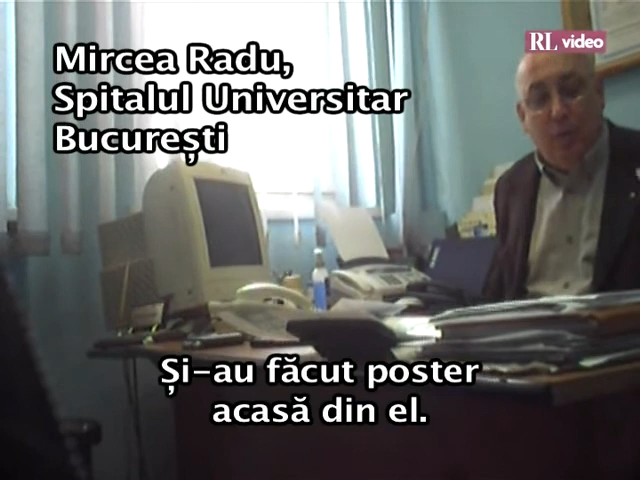 RL video
Mircea Radu,
Spitalul Universitar
București
Și-au făcut poster
acasă din el.